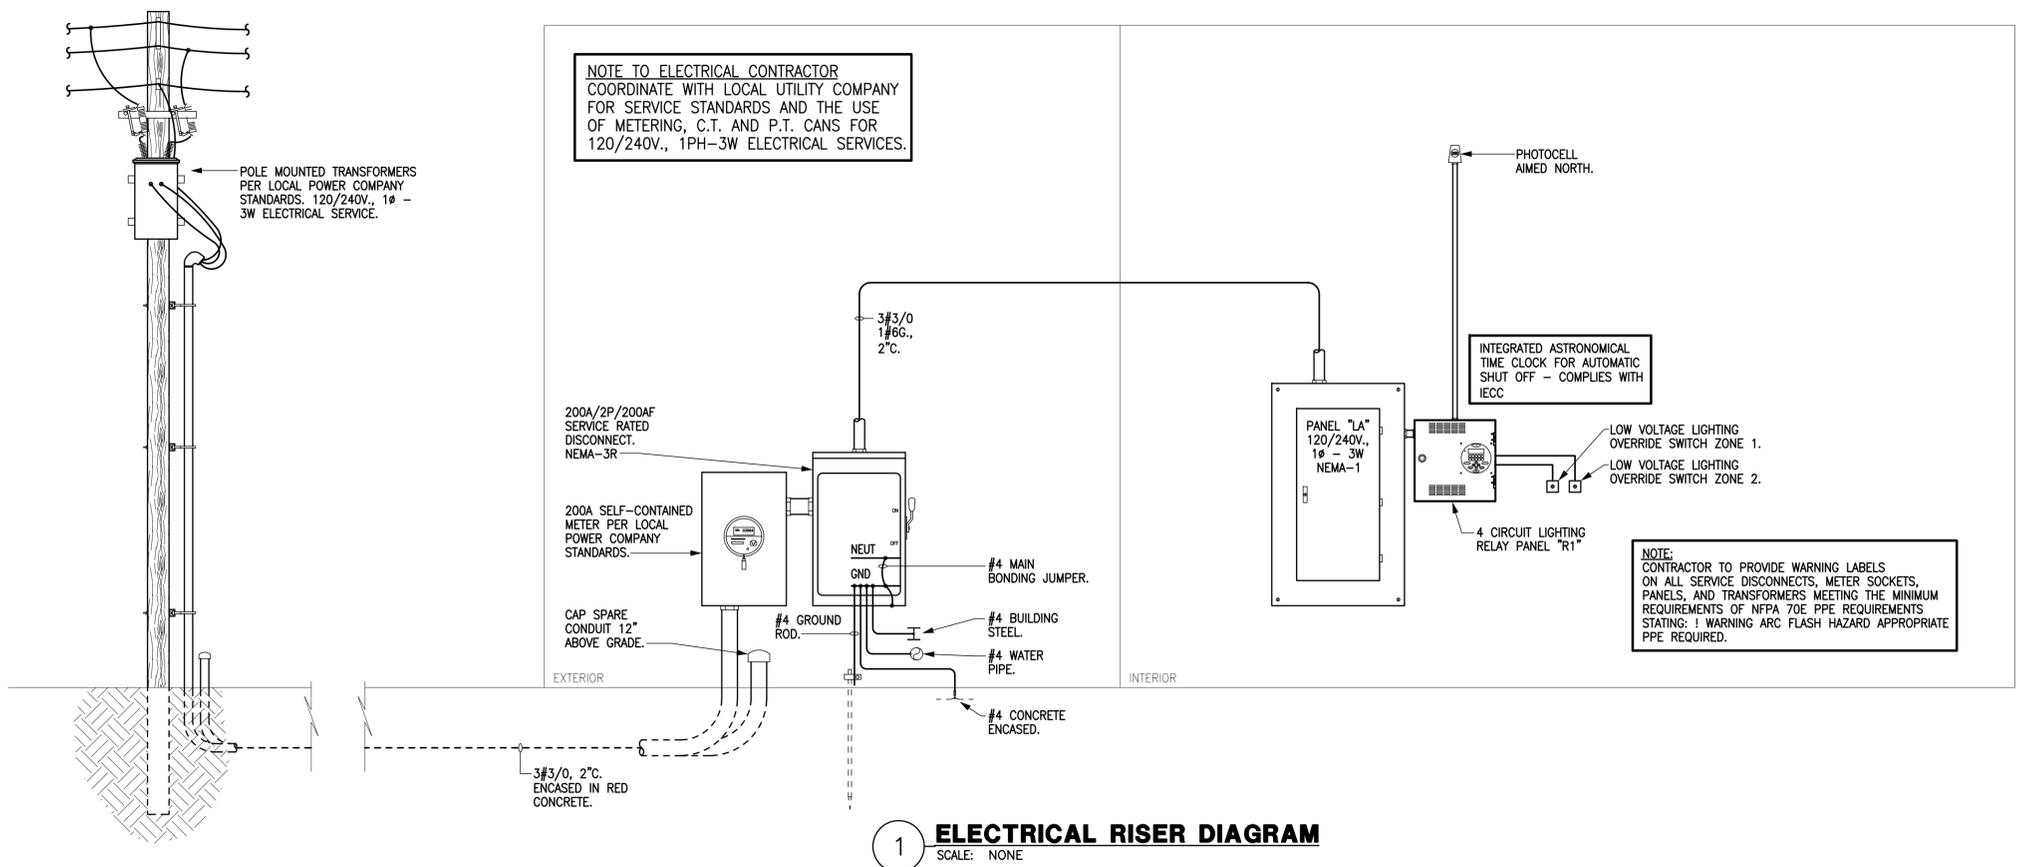 NOTE TO ELECTRICAL CONTRACTOR
COORDINATE WITH LOCAL UTILITY COMPANY
FOR SERVICE STANDARDS AND THE USE
OF METERING, C.T. AND P.T. CANS FOR
120/240V., 1PH-3W ELECTRICAL SERVICES.
POLE MOUNTED TRANSFORMERS
PER LOCAL POWER COMPANY
STANDARDS. 120/240V., 1ø -
3W ELECTRICAL SERVICE.
PHOTOCELL
AIMED NORTH.
3#3/0
1#6G.,
2"C.
INTEGRATED ASTRONOMICAL
TIME CLOCK FOR AUTOMATIC
SHUT OFF - COMPLIES WITH
IECC
200A/2P/200AF
SERVICE RATED
DISCONNECT.
NEMA-3R
PANEL "LA"
120/240V.,
1ø - 3W
NEMA-1
LOW VOLTAGE LIGHTING
OVERRIDE SWITCH ZONE 1.
LOW VOLTAGE LIGHTING
OVERRIDE SWITCH ZONE 2.
200A SELF-CONTAINED
METER PER LOCAL
POWER COMPANY
STANDARDS.
ON
OFF
NEUT
GND
4 CIRCUIT LIGHTING
RELAY PANEL "R1"
#4 MAIN
BONDING JUMPER.
NOTE:
CONTRACTOR TO PROVIDE WARNING LABELS
ON ALL SERVICE DISCONNECTS, METER SOCKETS,
PANELS, AND TRANSFORMERS MEETING THE MINIMUM
REQUIREMENTS OF NFPA 70E PPE REQUIREMENTS
STATING: ! WARNING ARC FLASH HAZARD APPROPRIATE
PPE REQUIRED.
CAP SPARE
CONDUIT 12"
ABOVE GRADE.
#4 GROUND
ROD.
#4 BUILDING
STEEL.
#4 WATER
PIPE.
EXTERIOR
INTERIOR
#4 CONCRETE
ENCASED.
3#3/0, 2"C.
ENCASED IN RED
CONCRETE.
1
ELECTRICAL RISER DIAGRAM
SCALE: NONE